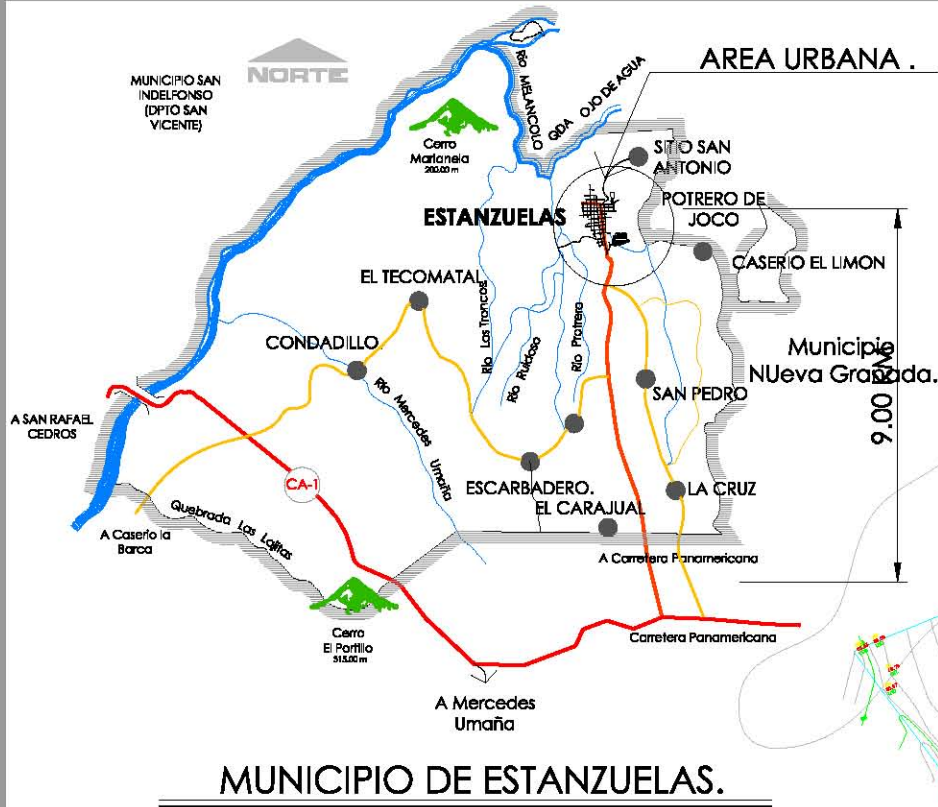 NORTE
MUNICIPIO SAN
INDELFONSO
(DPTO SAN
VICENTE)
AREA URBANA .
Río MELANCOLO
QDA OJO DE AGUA
Cerro
Marianela
200.00 m
SITIO SAN
ANTONIO
ESTANZUELAS
POTRERO DE
JOCO
CASERIO EL LIMON
EL TECOMATAL
CONDADILLO.
Río Los Troncos
Río Ruidoso
Río Protrero
Municipio
NUeva Granada.
9.00 KM
SAN PEDRO
Río Mercedes Umaña
A SAN RAFAEL
CEDROS
CA-1
ESCARBADERO.
LA CRUZ
EL CARAJUAL
Quebrada Las Lajitas
A Caserio la
Barca
A Carretera Panamericana
Cerro
El Portillo
515.00 m
Carretera Panamericana
A Mercedes
Umaña
MUNICIPIO DE ESTANZUELAS.